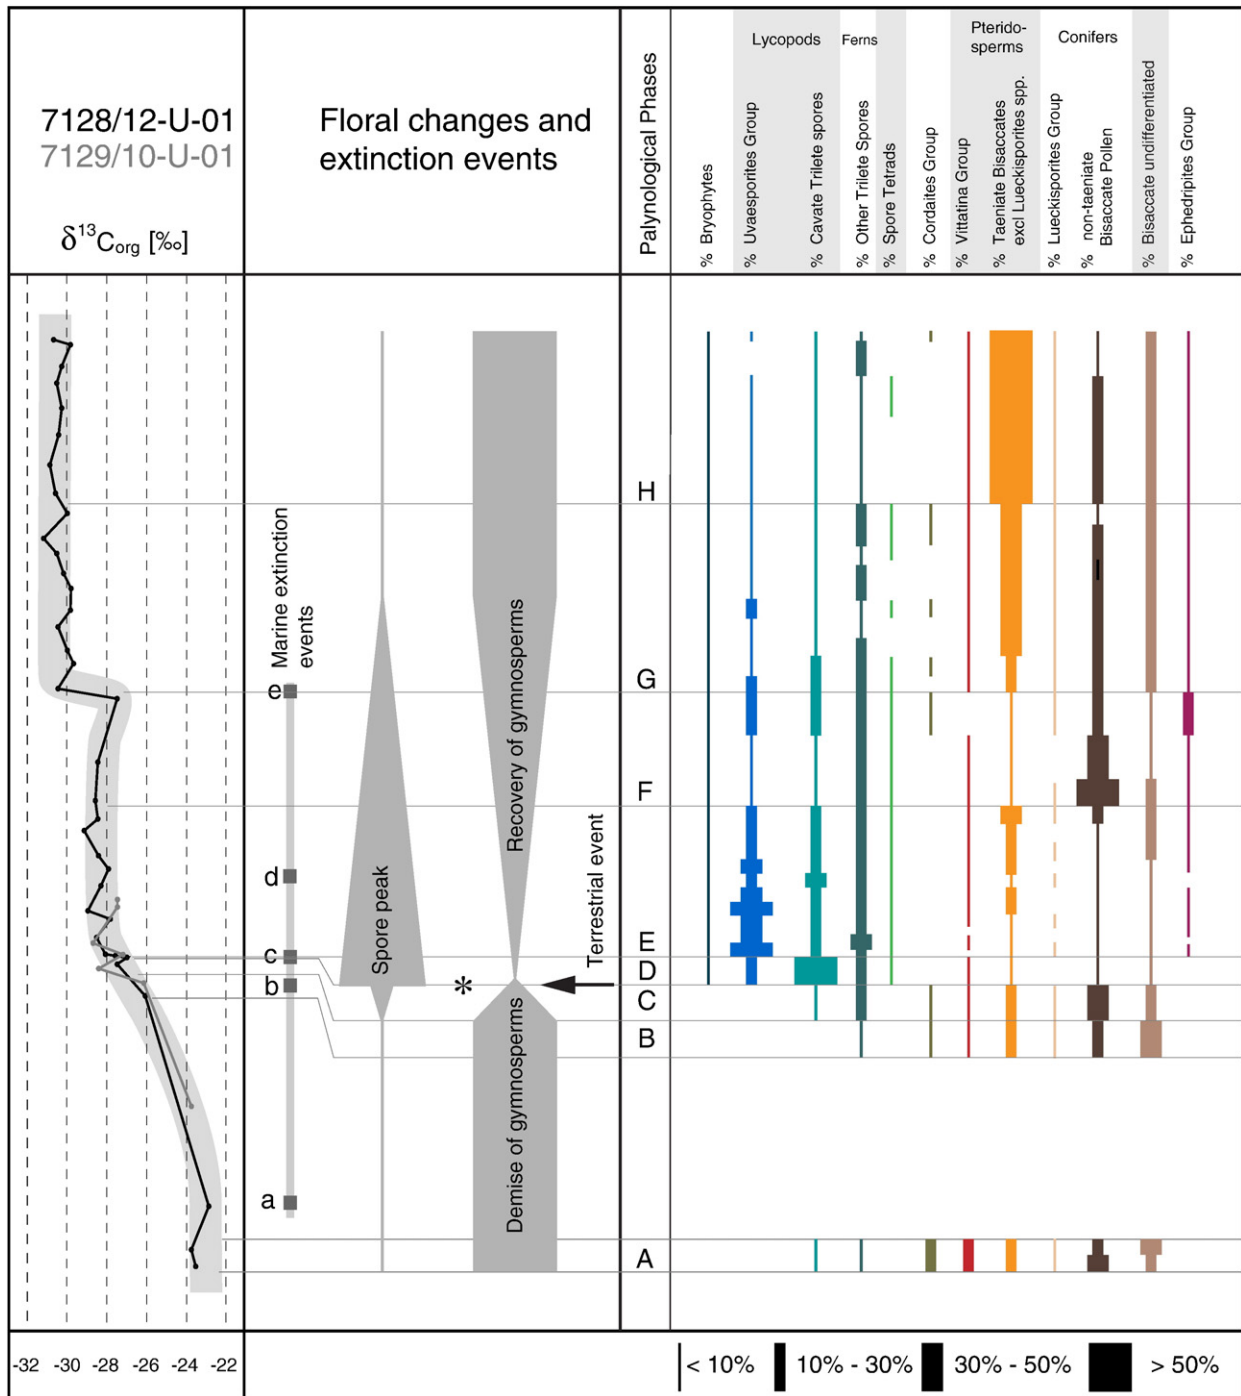 7128/12-U-01
7129/10-U-01
δ13Corg [‰]
Floral changes and
extinction events
Palynological Phases
Lycopods
Ferns
Pterido-
sperms
Conifers
% Bryophytes
% Uvaesporites Group
% Cavate Trilete spores
% Other Trilete Spores
% Spore Tetrads
% Cordaites Group
% Vittatina Group
% Taeniate Bisaccates
excl Lueckisporites spp.
% Lueckisporites Group
% non-taeniate
Bisaccate Pollen
% Bisaccate undifferentiated
% Ephedripites Group
Marine extinction
events
e
d
c
b
a
Spore peak
*
Recovery of gymnosperms
Demise of gymnosperms
Terrestrial event
H
G
F
E
D
C
B
A
-32 -30 -28 -26 -24 -22
< 10% 10% - 30% 30% - 50% > 50%